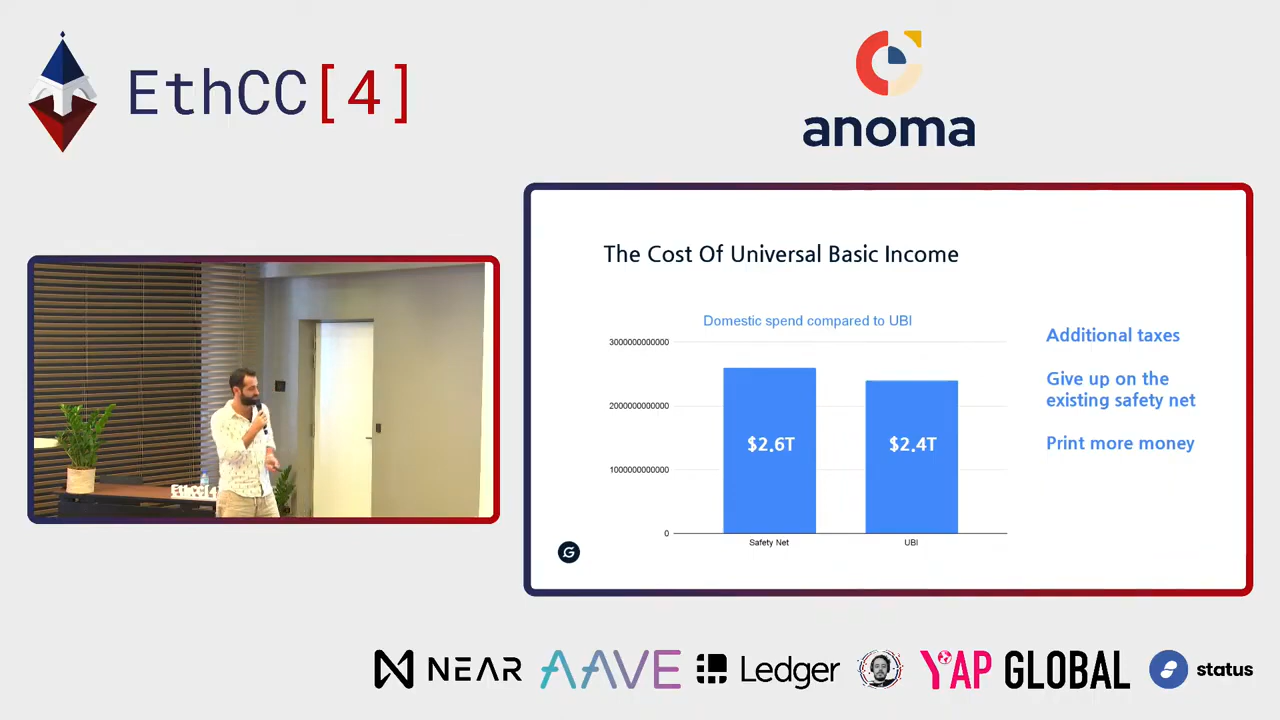 EthCC[4]
anoma
The Cost Of Universal Basic Income
Domestic spend compared to UBI
3000000000000
2000000000000
1000000000000
0
$2.6T
$2.4T
Safety Net
UBI
Additional taxes
Give up on the
existing safety net
Print more money
NEAR
AAVE
Ledger
YAP GLOBAL
status